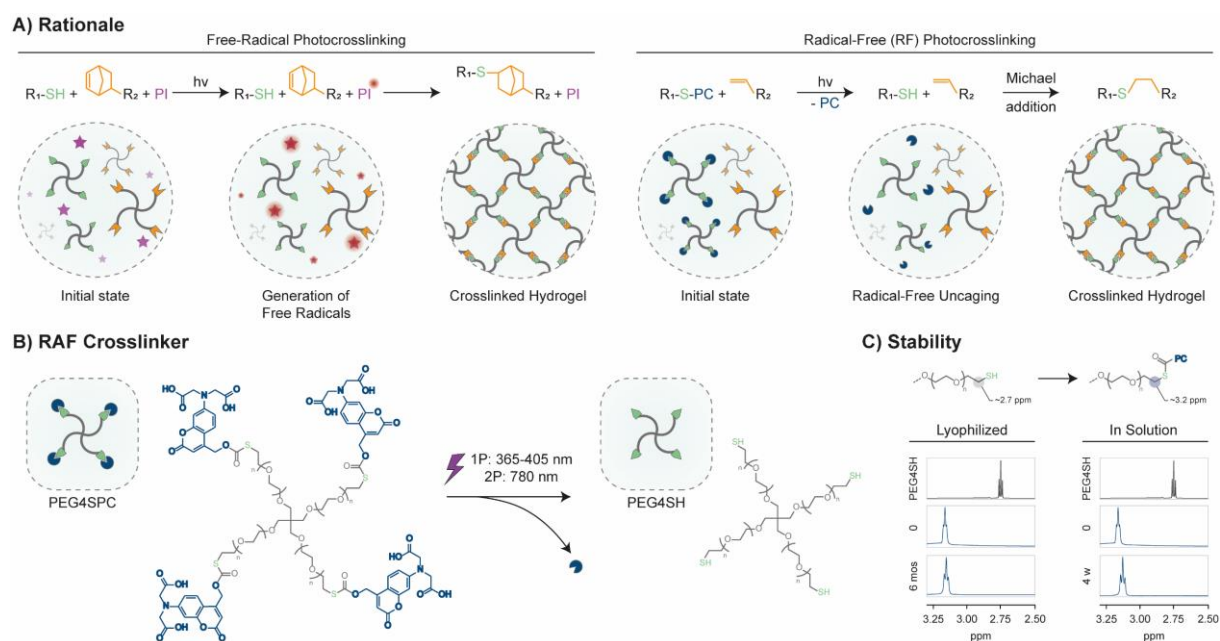 A) Rationale
Free-Radical Photocrosslinking
R₁-SH + R₂ + PI
hv
R₁-SH + R₂ + PI
R₁-S R₂ + PI
Initial state
Generation of
Free Radicals
Crosslinked Hydrogel
Radical-Free (RF) Photocrosslinking
R₁-S-PC + R₂
hv
- PC
R₁-SH + R₂
Michael
addition
R₁-S R₂
Initial state
Radical-Free Uncaging
Crosslinked Hydrogel
B) RAF Crosslinker
PEG4SPC
1P: 365-405 nm
2P: 780 nm
PEG4SH
C) Stability
SH
~2.7 ppm
PC
~3.2 ppm
Lyophilized
In Solution
PEG4SH
0
6 mos
3.25 3.00 2.75 2.50
ppm
PEG4SH
0
4 w
3.25 3.00 2.75 2.50
ppm